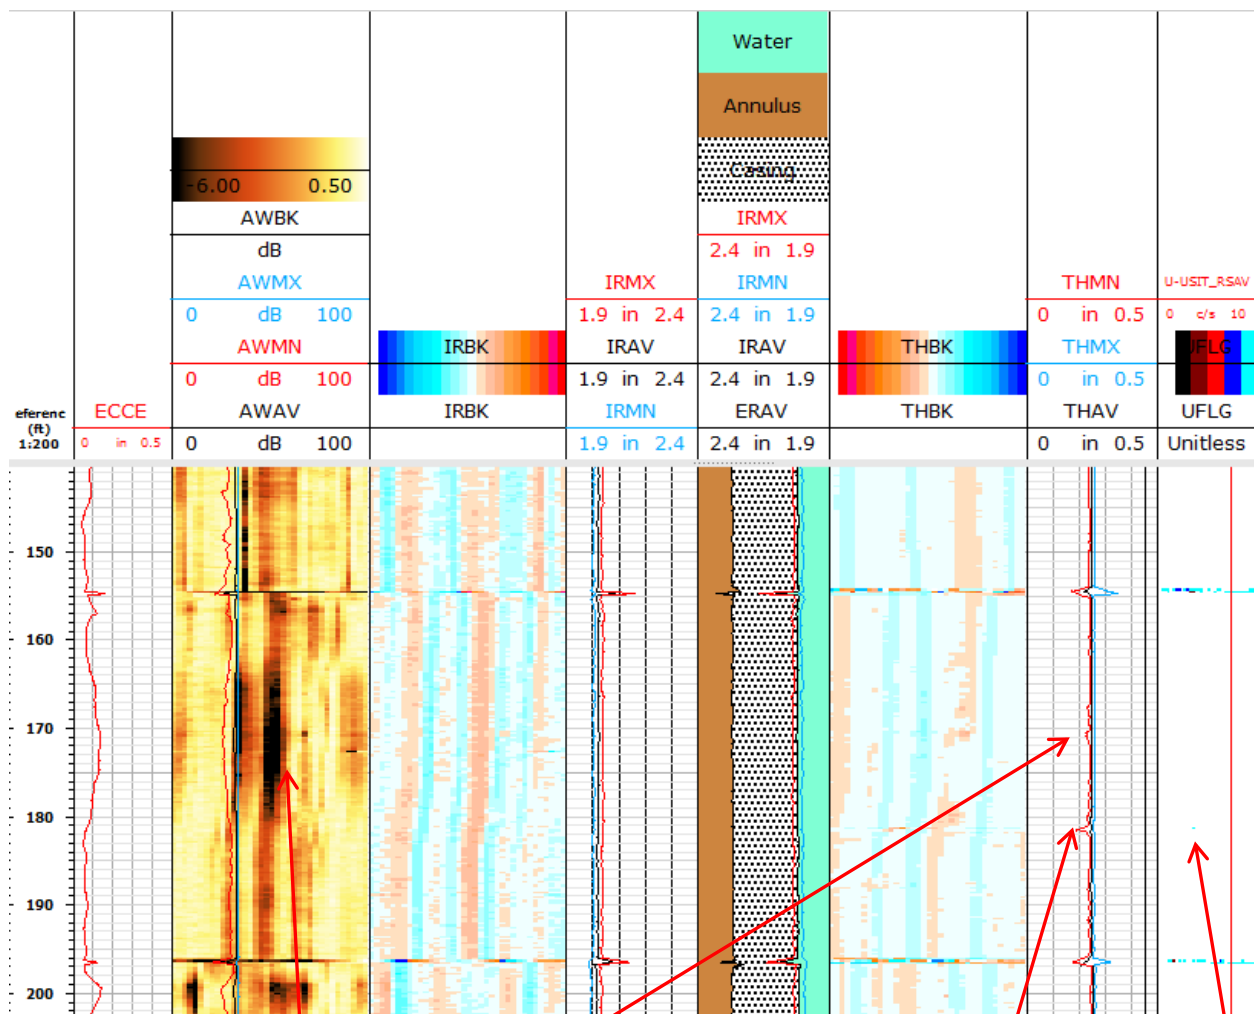 Water
Annulus
Casing
-6.00 0.50
AWBK IRMX
dB 2.4 in 1.9
AWMX IRMX IRMN THMN U-USIT_RSAV
0 dB 100 1.9 in 2.4 2.4 in 1.9 0 in 0.5 0 c/s 10
AWMN IRBK IRAV IRAV THBK THMX UFLG
0 dB 100 1.9 in 2.4 2.4 in 1.9 0 in 0.5
eferenc ECCE AWAV IRBK IRMN ERAV THBK THAV UFLG
(ft)
1:200 0 in 0.5 0 dB 100 1.9 in 2.4 2.4 in 1.9 0 in 0.5 Unitless
150
160
170
180
190
200